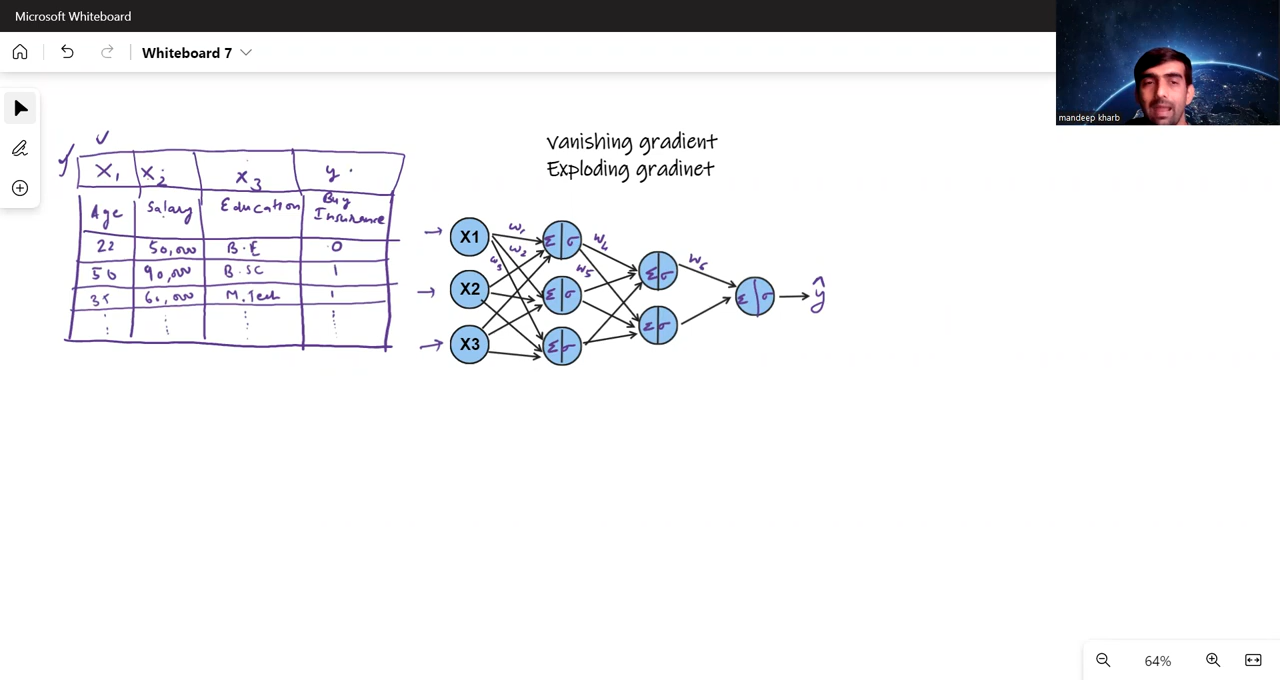 Microsoft Whiteboard
Whiteboard 7
mandeep kharb
Vanishing gradient
Exploding gradinet
X1 X2 X3 y
Age Salary Education Buy Insurance
22 50,000 B.E 0
50 90,000 B.SC 1
35 60,000 M.Tech 1
X1
X2
X3
w1
w2
w3
w4
w5
w6
Σ σ
Σ σ
Σ σ
Σ σ
Σ σ
Σ σ
ŷ
64%